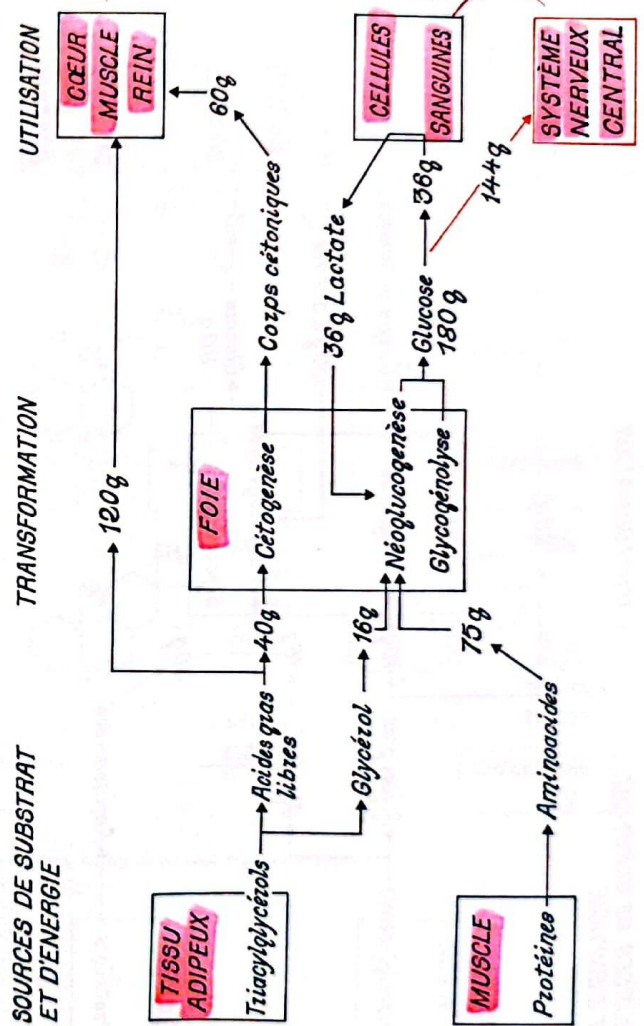 SOURCES DE SUBSTRAT
ET D'ENERGIE
TRANSFORMATION
UTILISATION
TISSU
ADIPEUX
Triacylglycérols
Acides gras
libres
Glycérol
120g
40g
16g
FOIE
Cétogenèse
Corps cétoniques
60g
CŒUR
MUSCLE
REIN
MUSCLE
Protéines
Aminoacides
75g
Néoglucogenèse
Glycogénolyse
36g Lactate
Glucose
180g
36g
144g
CELLULES
SANGUINES
SYSTÈME
NERVEUX
CENTRAL